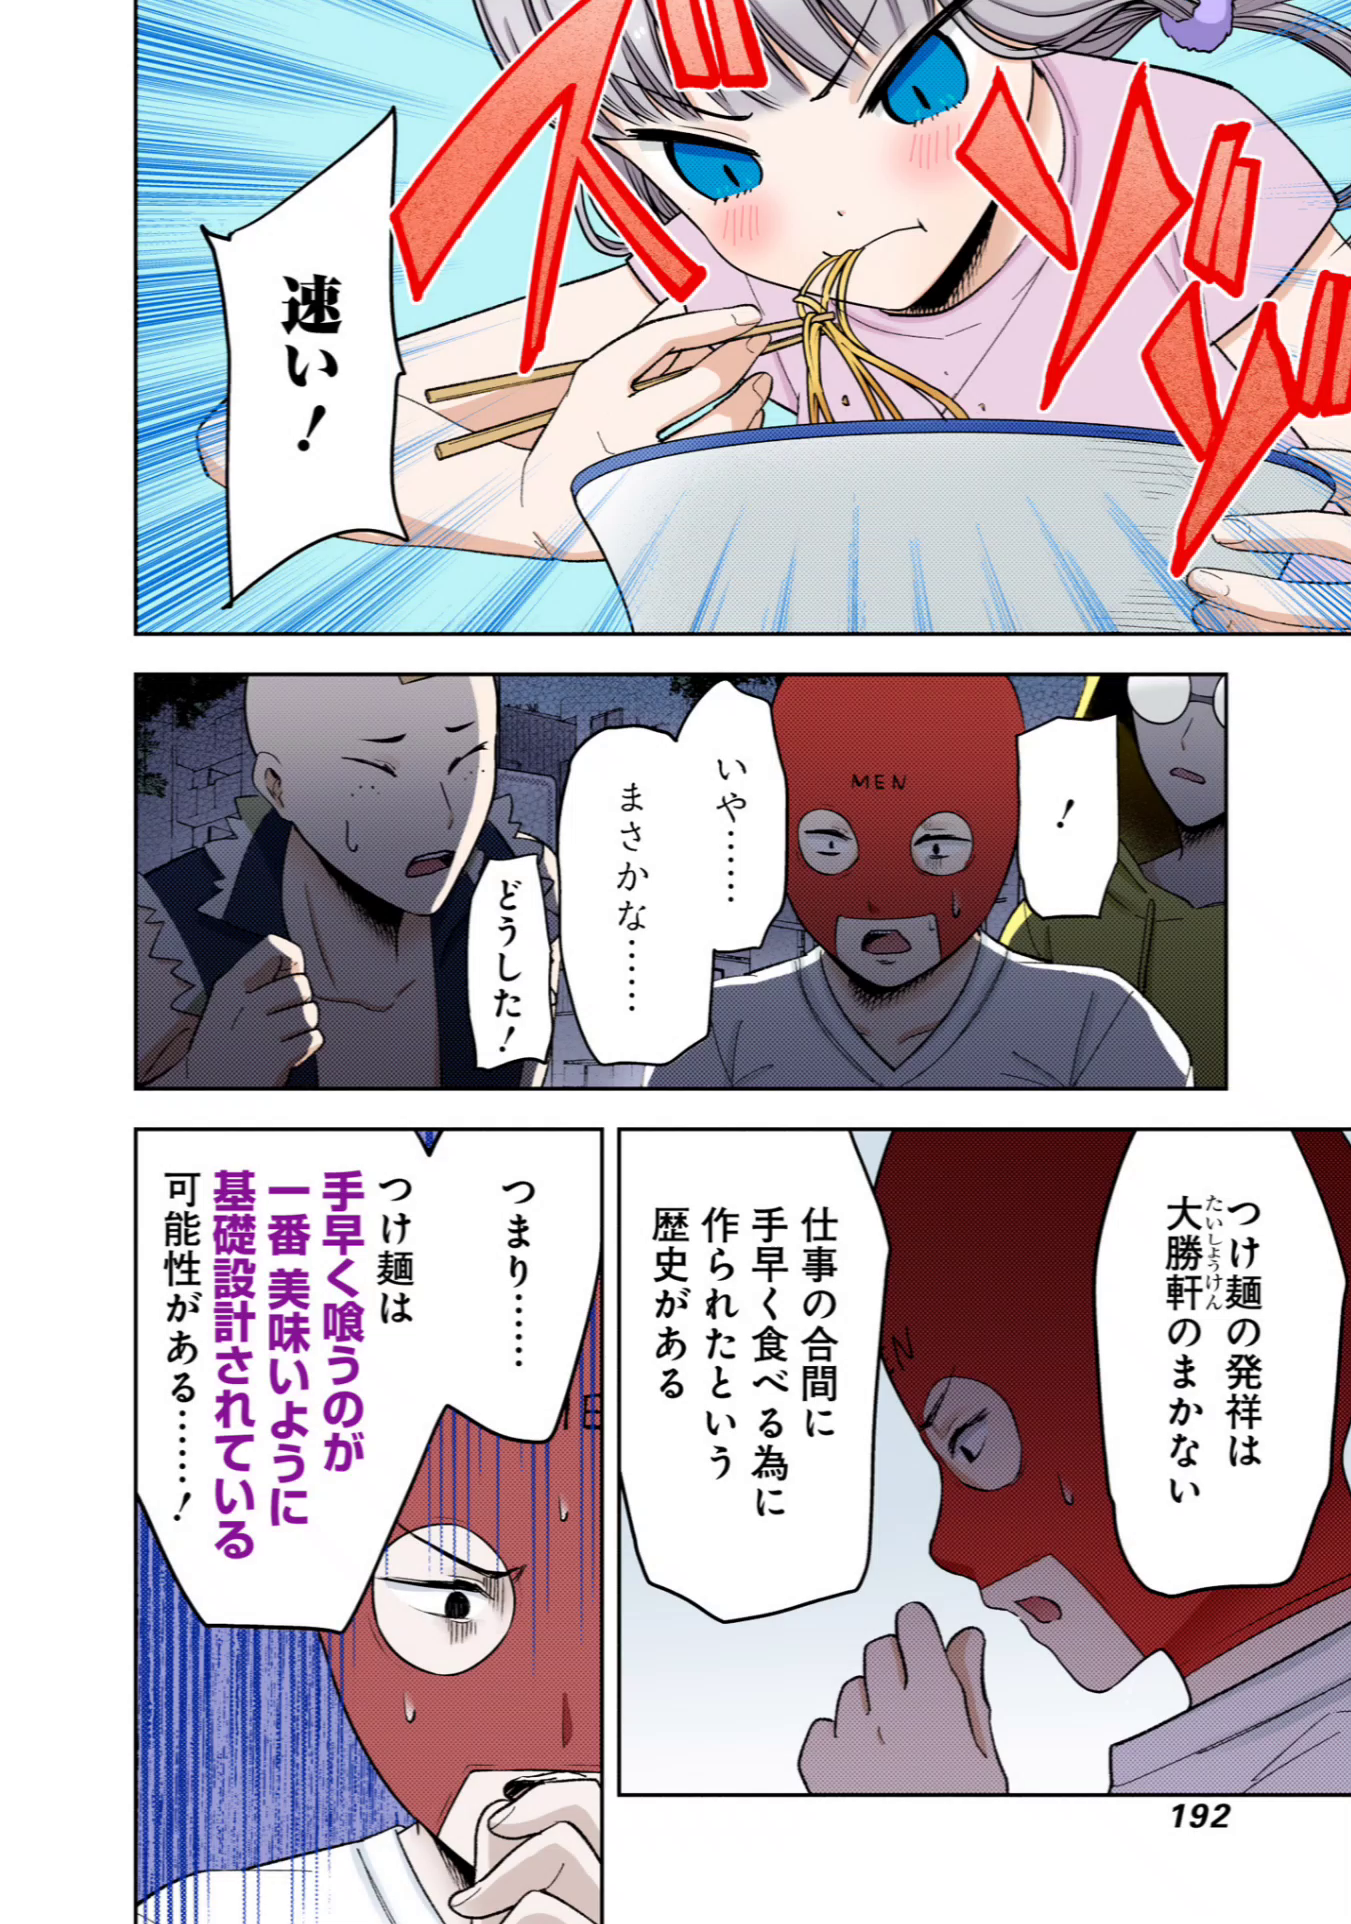 ズ
ゾ
ゾ
速い！
！
MEN
いや……
まさかな……
どうした！
つけ麺の発祥は
大勝軒のまかない
たいしょうけん
仕事の合間に
手早く食べる為に
作られたという
歴史がある
つまり……
つけ麺は
手早く喰うのが
一番 美味いように
基礎設計されている
可能性がある……！
192